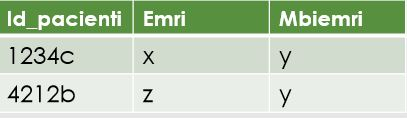 Id_pacienti Emri Mbiemri
1234c x y
4212b z y